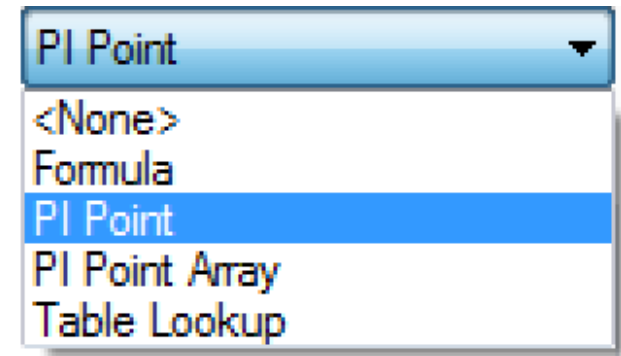 PI Point
<None>
Formula
PI Point
PI Point Array
Table Lookup